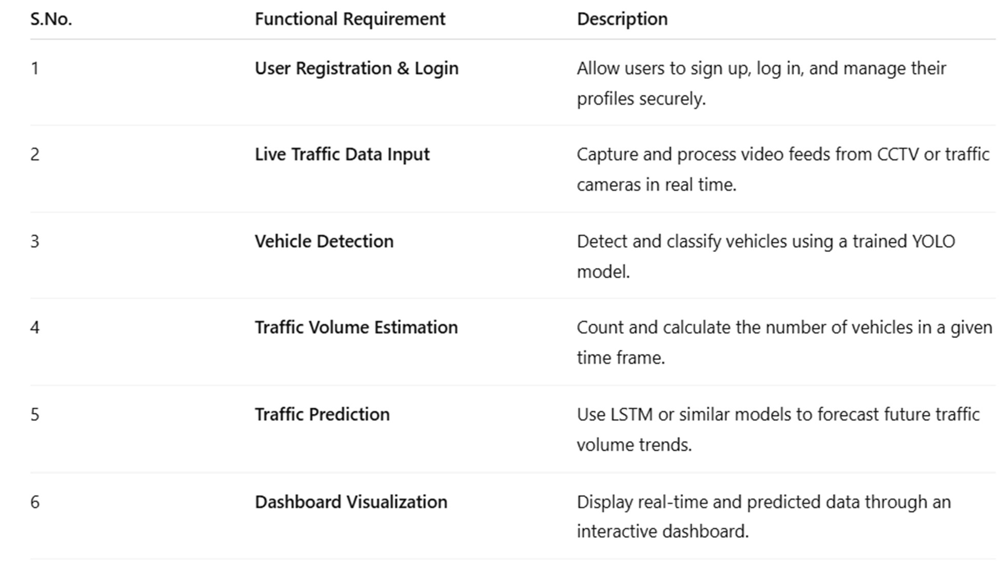 S.No. Functional Requirement Description
1 User Registration & Login Allow users to sign up, log in, and manage their
profiles securely.
2 Live Traffic Data Input Capture and process video feeds from CCTV or traffic
cameras in real time.
3 Vehicle Detection Detect and classify vehicles using a trained YOLO
model.
4 Traffic Volume Estimation Count and calculate the number of vehicles in a given
time frame.
5 Traffic Prediction Use LSTM or similar models to forecast future traffic
volume trends.
6 Dashboard Visualization Display real-time and predicted data through an
interactive dashboard.